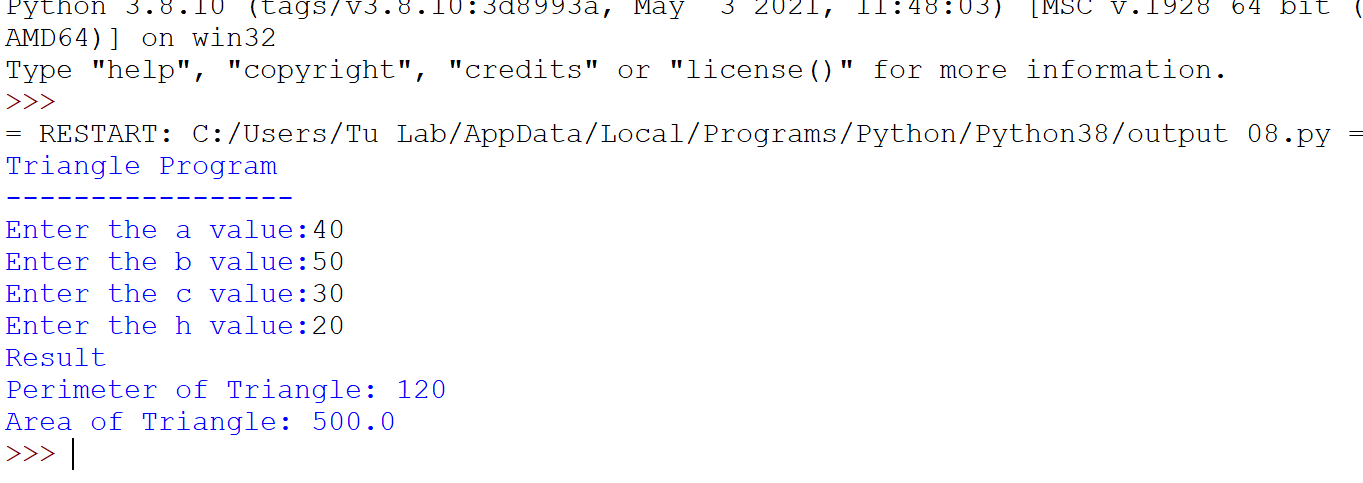 Python 3.8.10 (tags/v3.8.10:3d8993a, May  3 2021, 11:48:03) [MSC v.1928 64 bit (
AMD64)] on win32
Type "help", "copyright", "credits" or "license()" for more information.
>>>
= RESTART: C:/Users/Tu Lab/AppData/Local/Programs/Python/Python38/output 08.py =
Triangle Program
-----------------
Enter the a value:40
Enter the b value:50
Enter the c value:30
Enter the h value:20
Result
Perimeter of Triangle: 120
Area of Triangle: 500.0
>>>